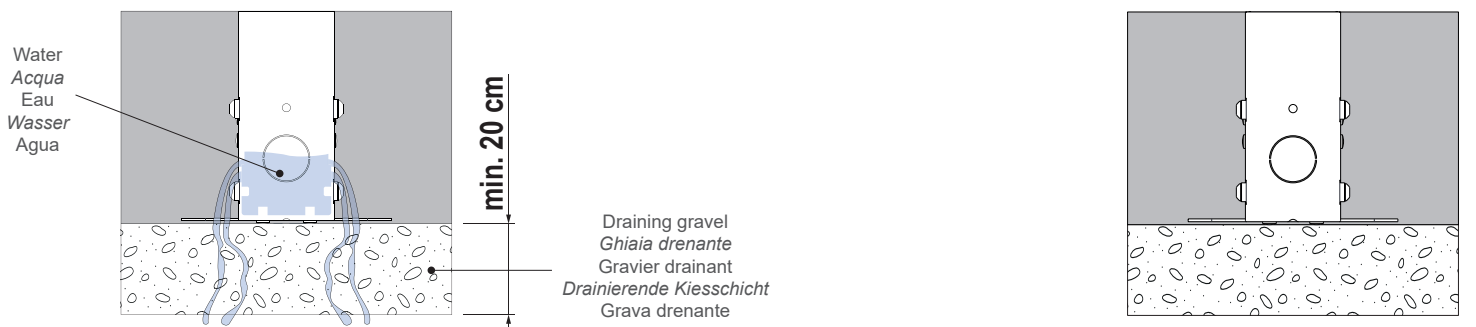 Water
Acqua
Eau
Wasser
Agua
min. 20 cm
Draining gravel
Ghiaia drenante
Gravier drainant
Drainierende Kiesschicht
Grava drenante